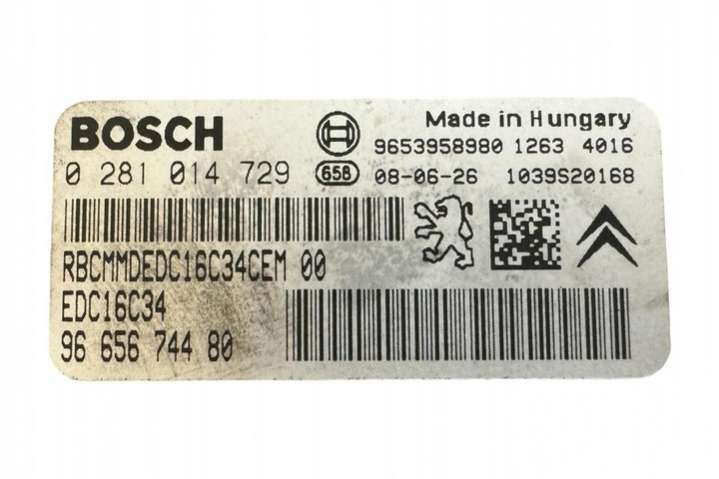 BOSCH
Made in Hungary
9653958980 1263 4016
0 281 014 729
658
08-06-26 1039S20168
RBCMMDEDC16C34CEM 00
EDC16C34
96 656 744 80